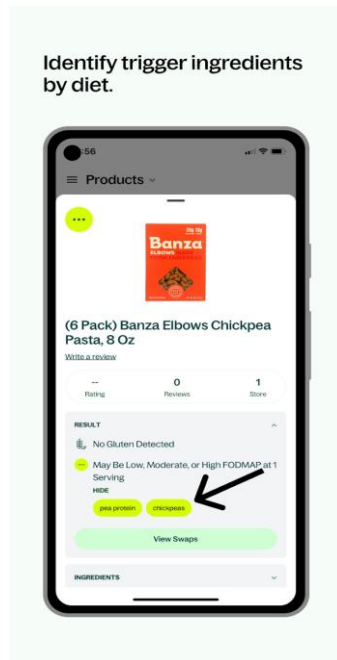 Identify trigger ingredients
by diet.
:56
Products
Banza
ELBOWS
(6 Pack) Banza Elbows Chickpea
Pasta, 8 Oz
Write a review
--
0
1
Rating
Reviews
Store
RESULT
No Gluten Detected
May Be Low, Moderate, or High FODMAP at 1
Serving
HIDE
pea protein
chickpeas
View Swaps
INGREDIENTS